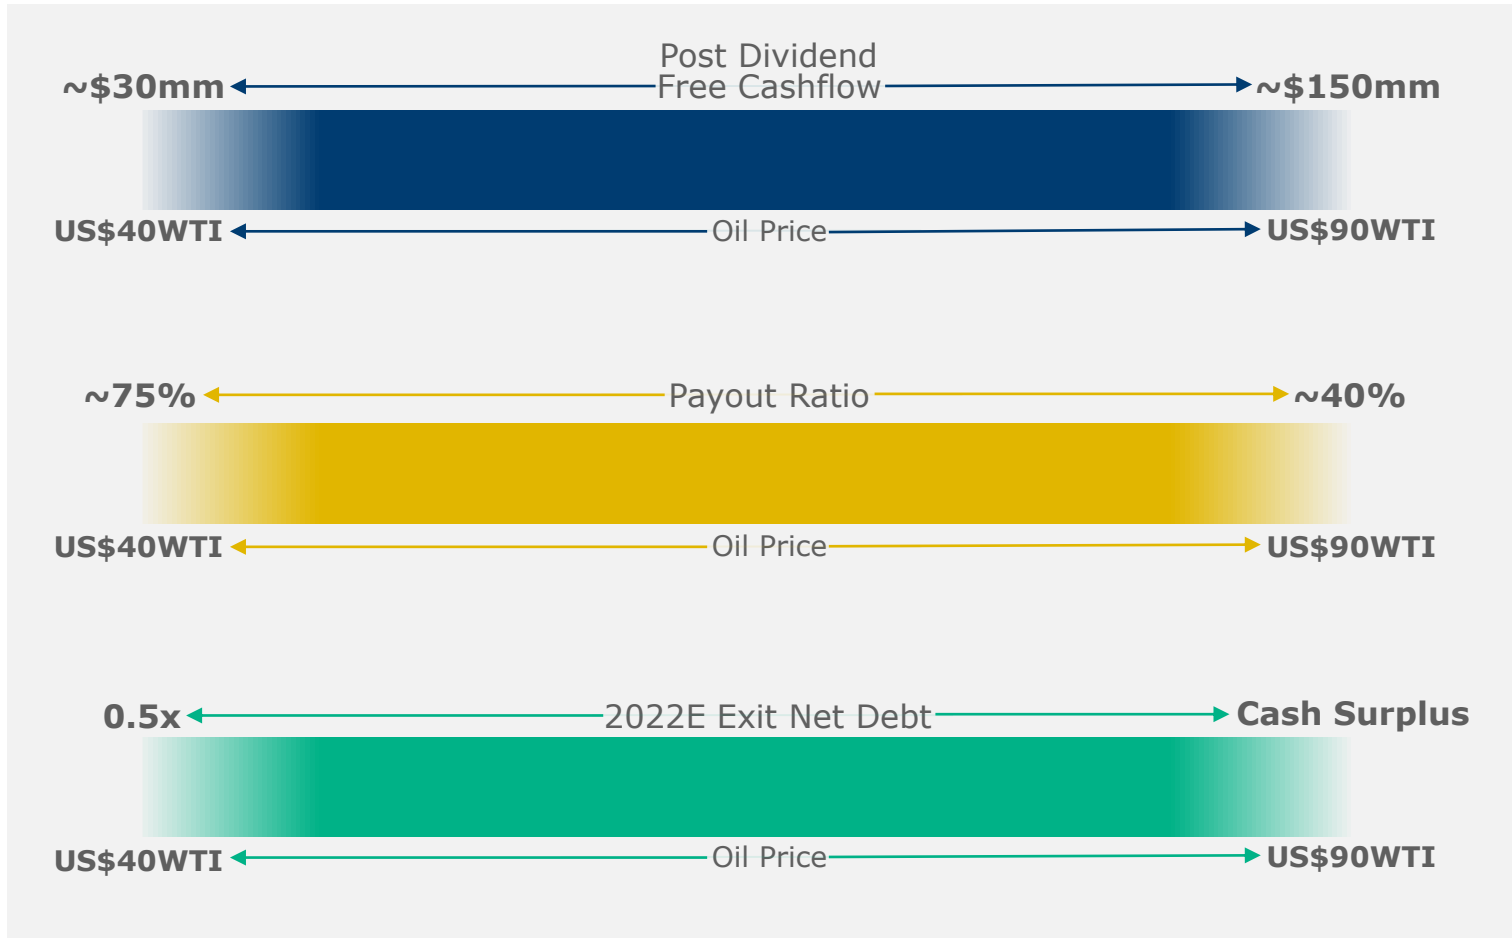 Post Dividend
~$30mm Free Cashflow ~$150mm
US$40WTI Oil Price US$90WTI
~75% Payout Ratio ~40%
US$40WTI Oil Price US$90WTI
0.5x 2022E Exit Net Debt Cash Surplus
US$40WTI Oil Price US$90WTI